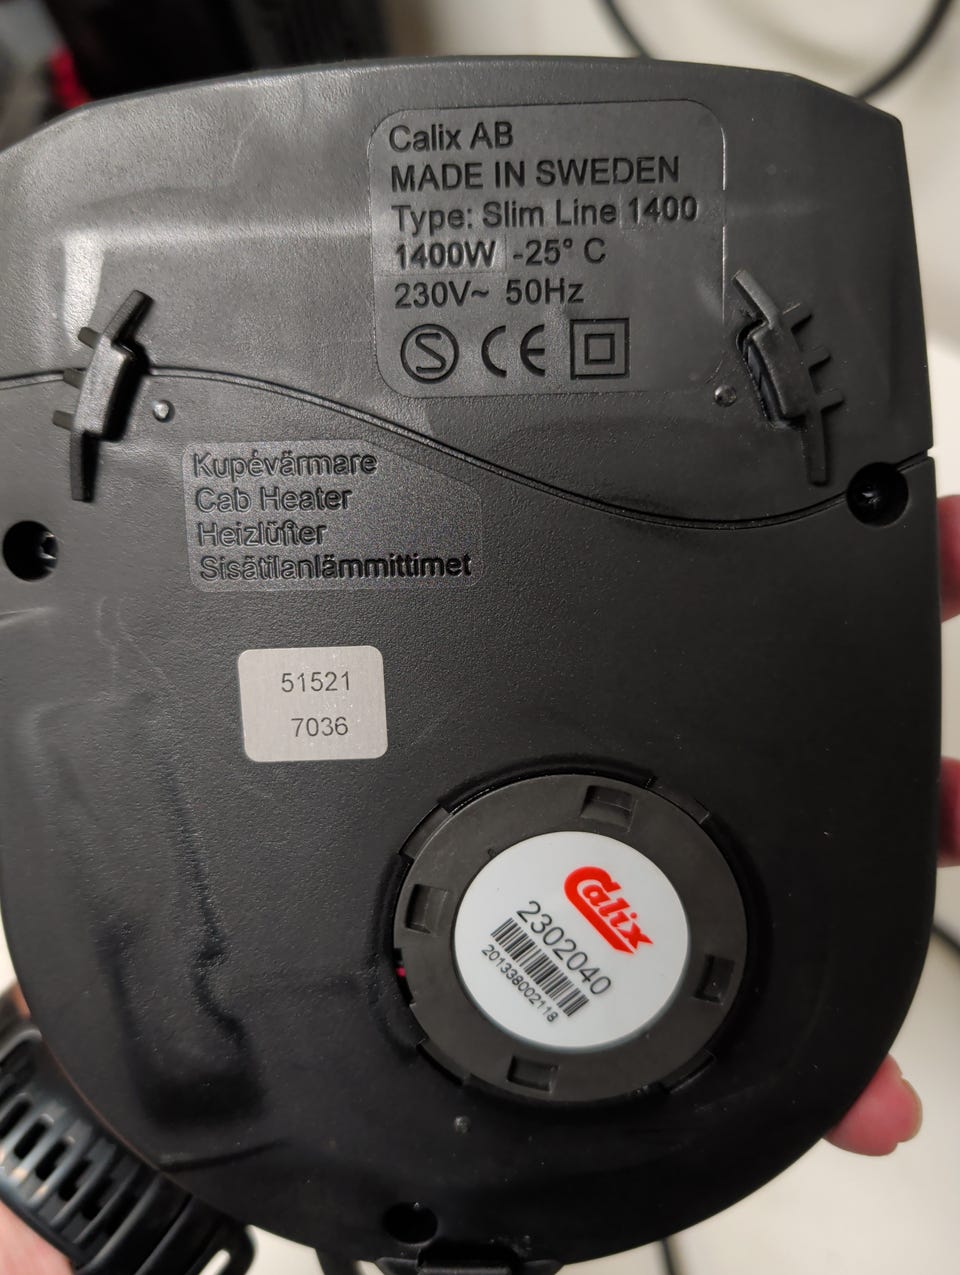 Calix AB
MADE IN SWEDEN
Type: Slim Line 1400
1400W -25° C
230V~ 50Hz
S CE
Kupévärmare
Cab Heater
Heizlüfter
Sisätilanlämmittimet
51521
7036
Calix
2302040
201338002118